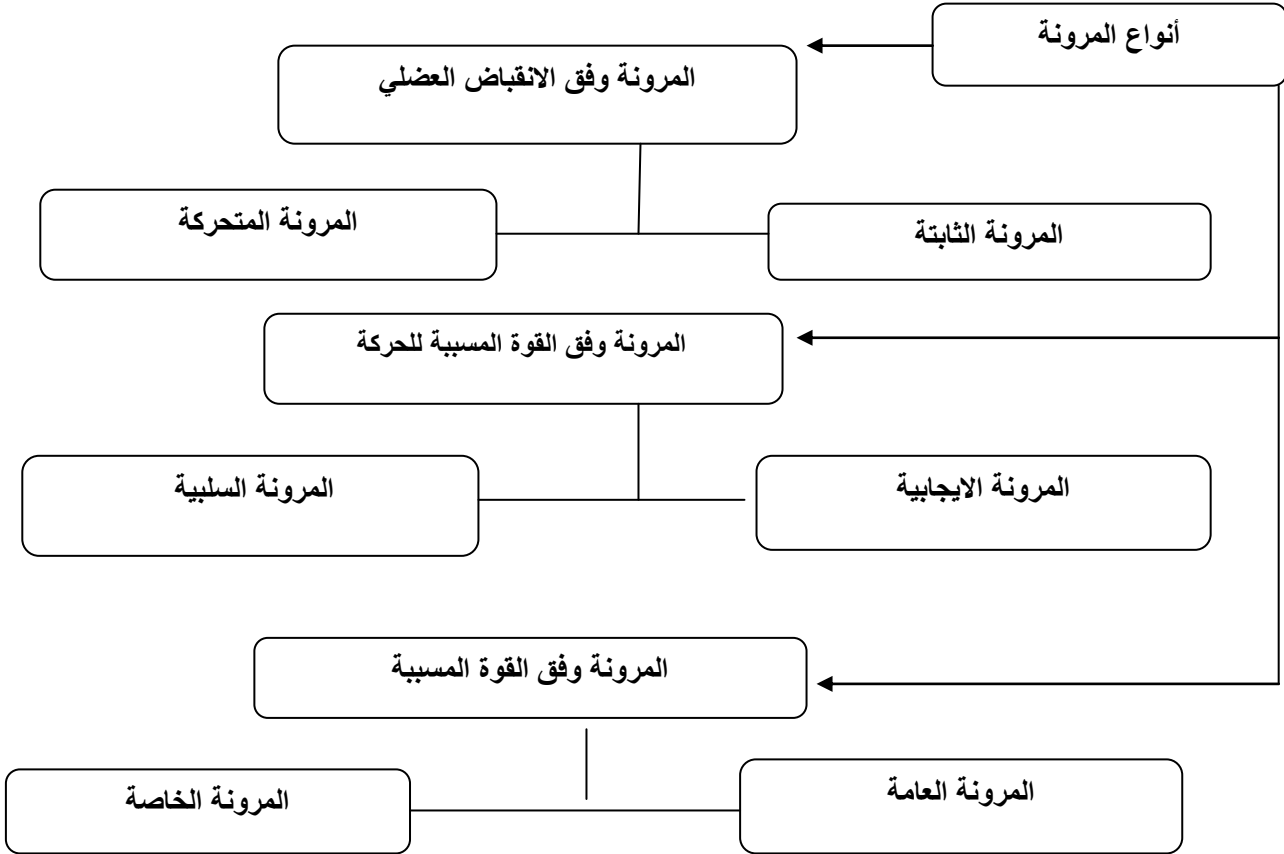 أنواع المرونة
المرونة وفق الانقباض العضلي
المرونة الثابتة
المرونة المتحركة
المرونة وفق القوة المسببة للحركة
المرونة الايجابية
المرونة السلبية
المرونة وفق القوة المسببة
المرونة العامة
المرونة الخاصة